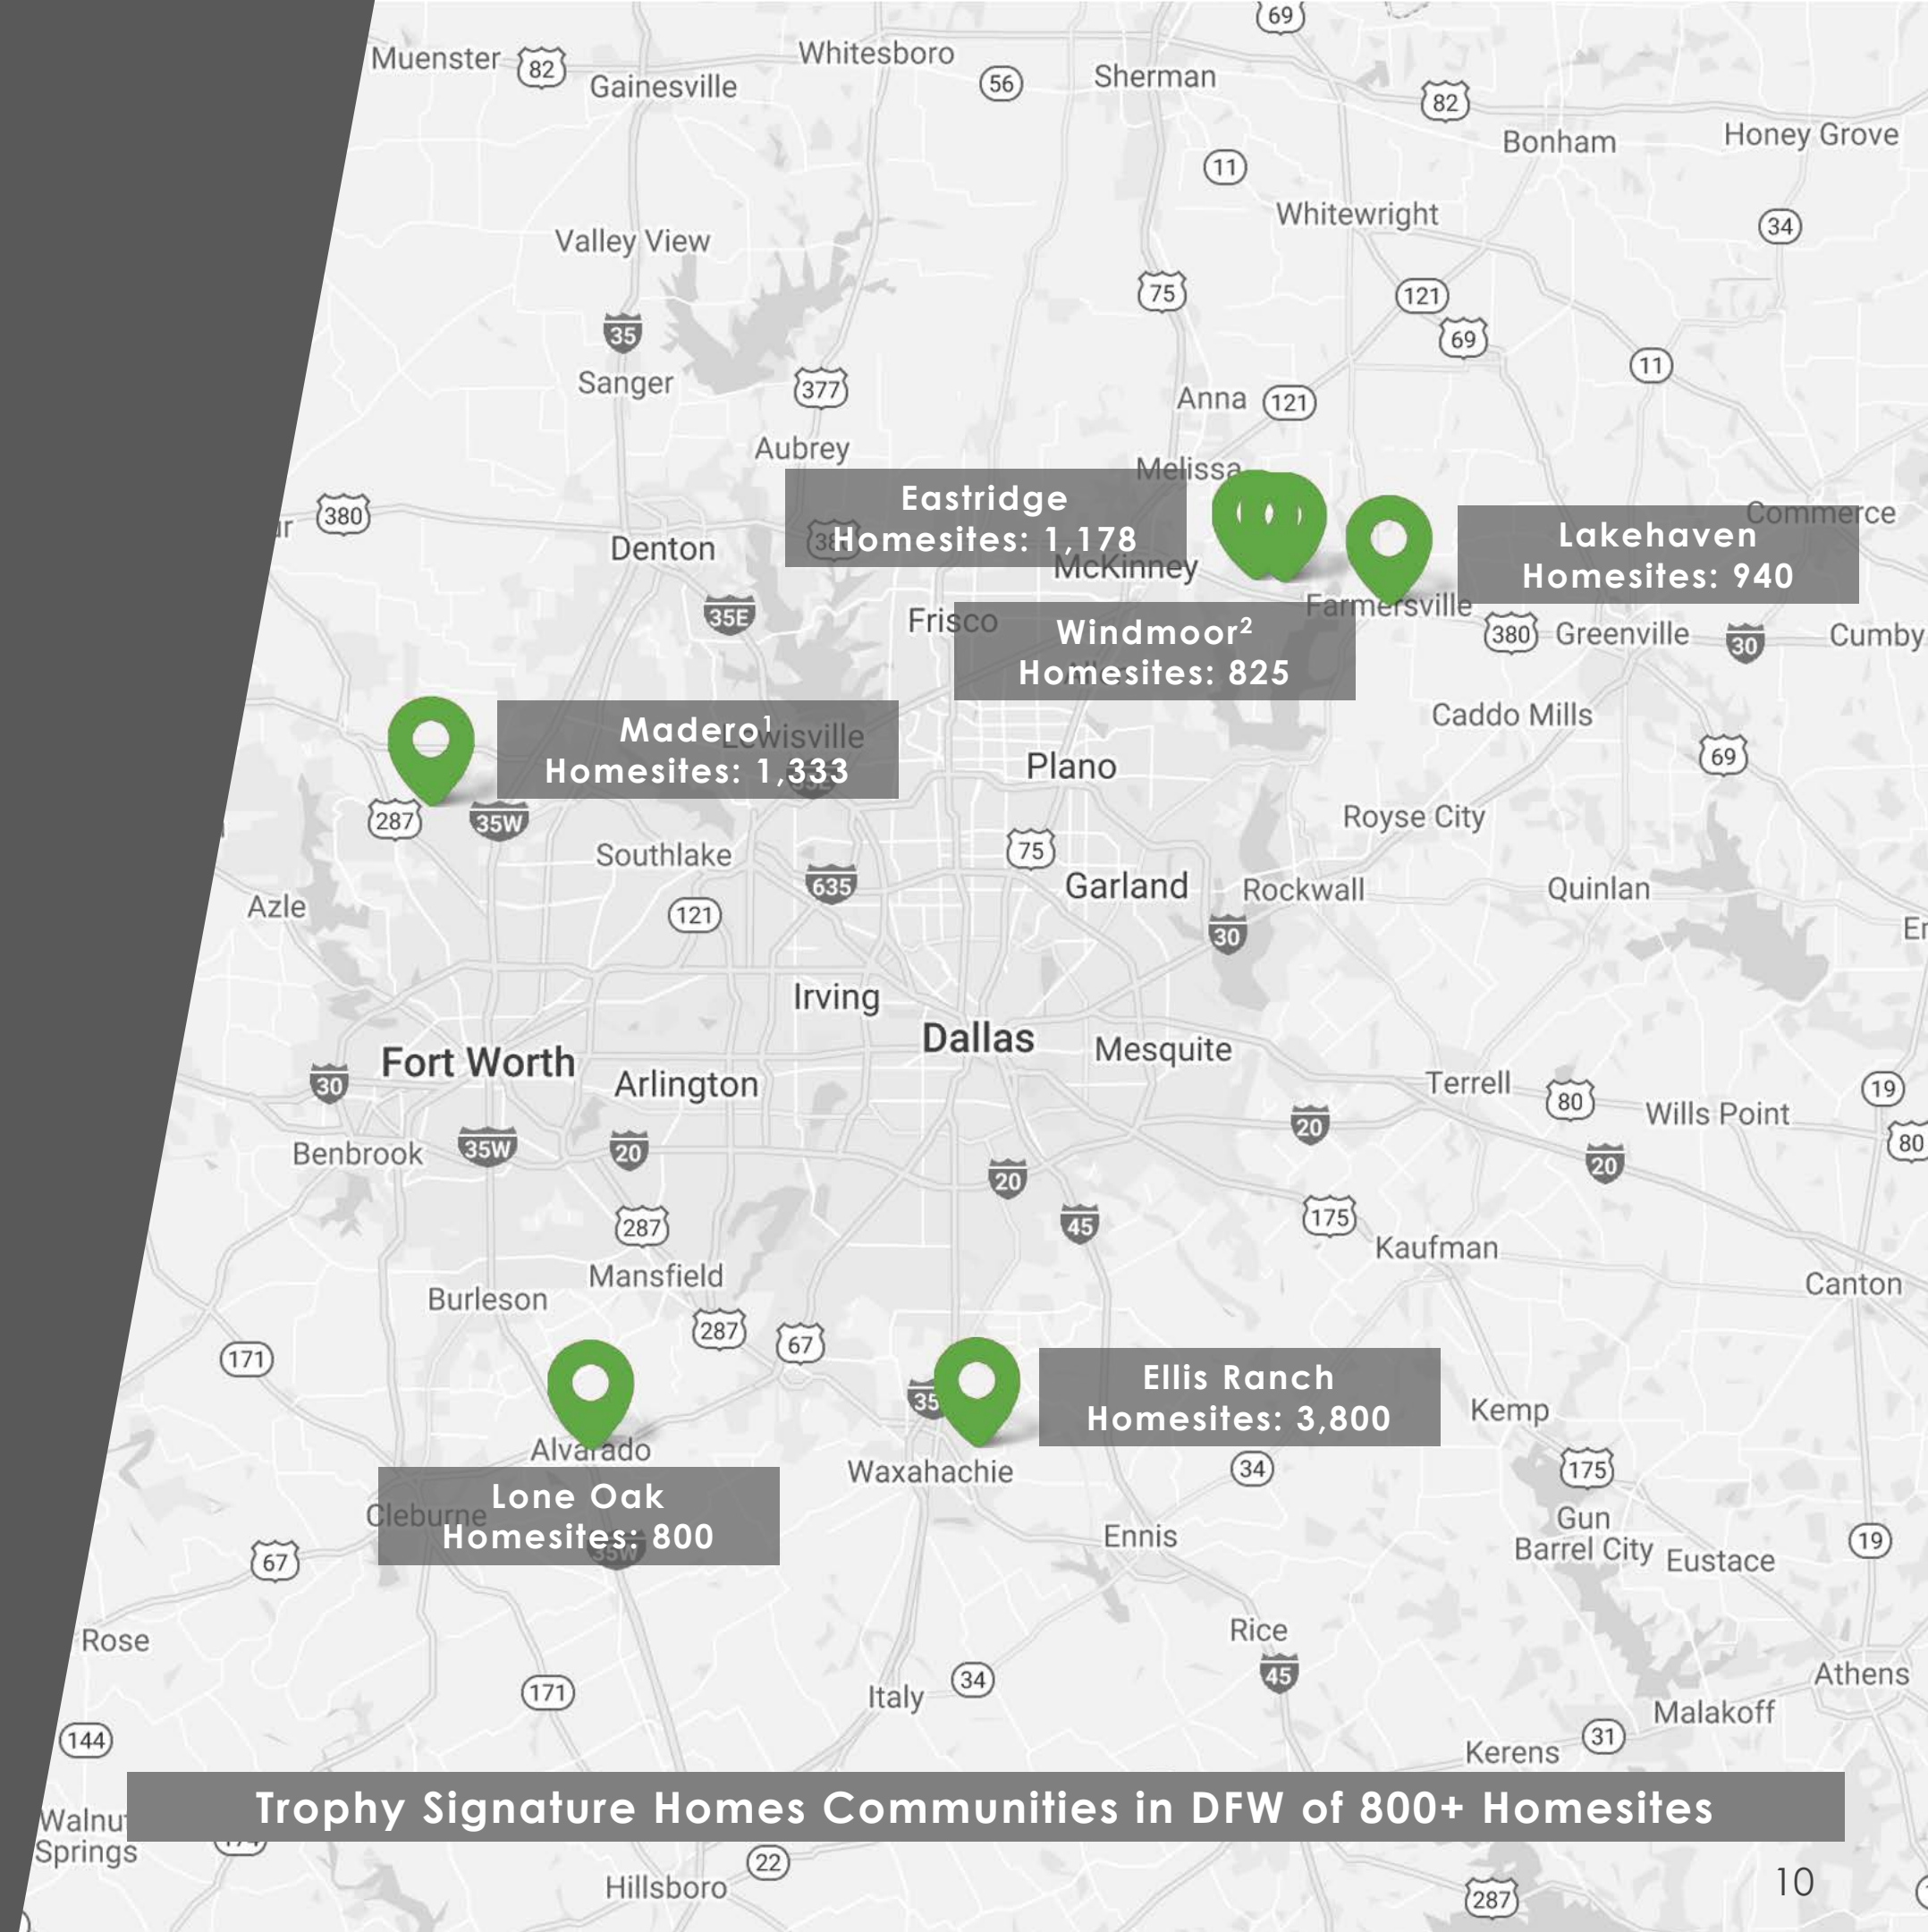 69
Muenster
82
Gainesville
Whitesboro
56
Sherman
82
Bonham
Honey Grove
11
Whitewright
34
Valley View
75
121
35
69
11
Sanger
377
Anna
121
Aubrey
Melissa
Eastridge
Homesites: 1,178
380
Denton
McKinney
Commerce
Lakehaven
Homesites: 940
35E
Frisco
Farmersville
Windmoor²
Homesites: 825
380
Greenville
30
Cumby
Madero¹
Homesites: 1,333
Lewisville
Caddo Mills
69
Plano
287
35W
Royse City
Southlake
75
635
Garland
Rockwall
Quinlan
Azle
121
30
Irving
Dallas
Mesquite
Fort Worth
Arlington
30
Terrell
80
19
Wills Point
Benbrook
35W
20
20
80
20
20
287
45
175
Kaufman
Mansfield
Canton
Burleson
287
67
171
35
Ellis Ranch
Homesites: 3,800
Kemp
Alvarado
Waxahachie
34
175
Lone Oak
Homesites: 800
Cleburne
35W
67
Ennis
Gun
Barrel City
Eustace
19
Rose
Rice
45
Athens
171
Italy
34
Malakoff
144
31
Kerens
Trophy Signature Homes Communities in DFW of 800+ Homesites
Walnu
Springs
22
Hillsboro
287
10